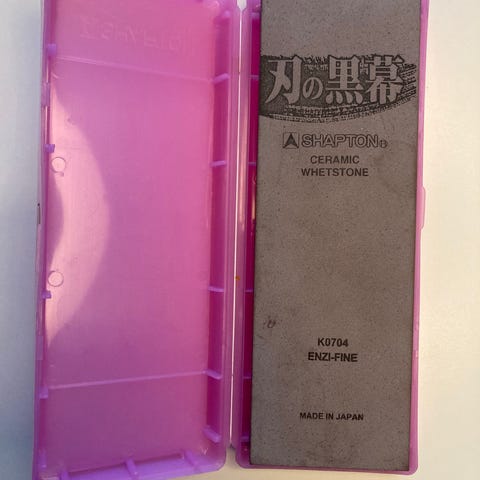 刃の黒幕
SHAPTON®
CERAMIC
WHETSTONE
K0704
ENZI-FINE
MADE IN JAPAN